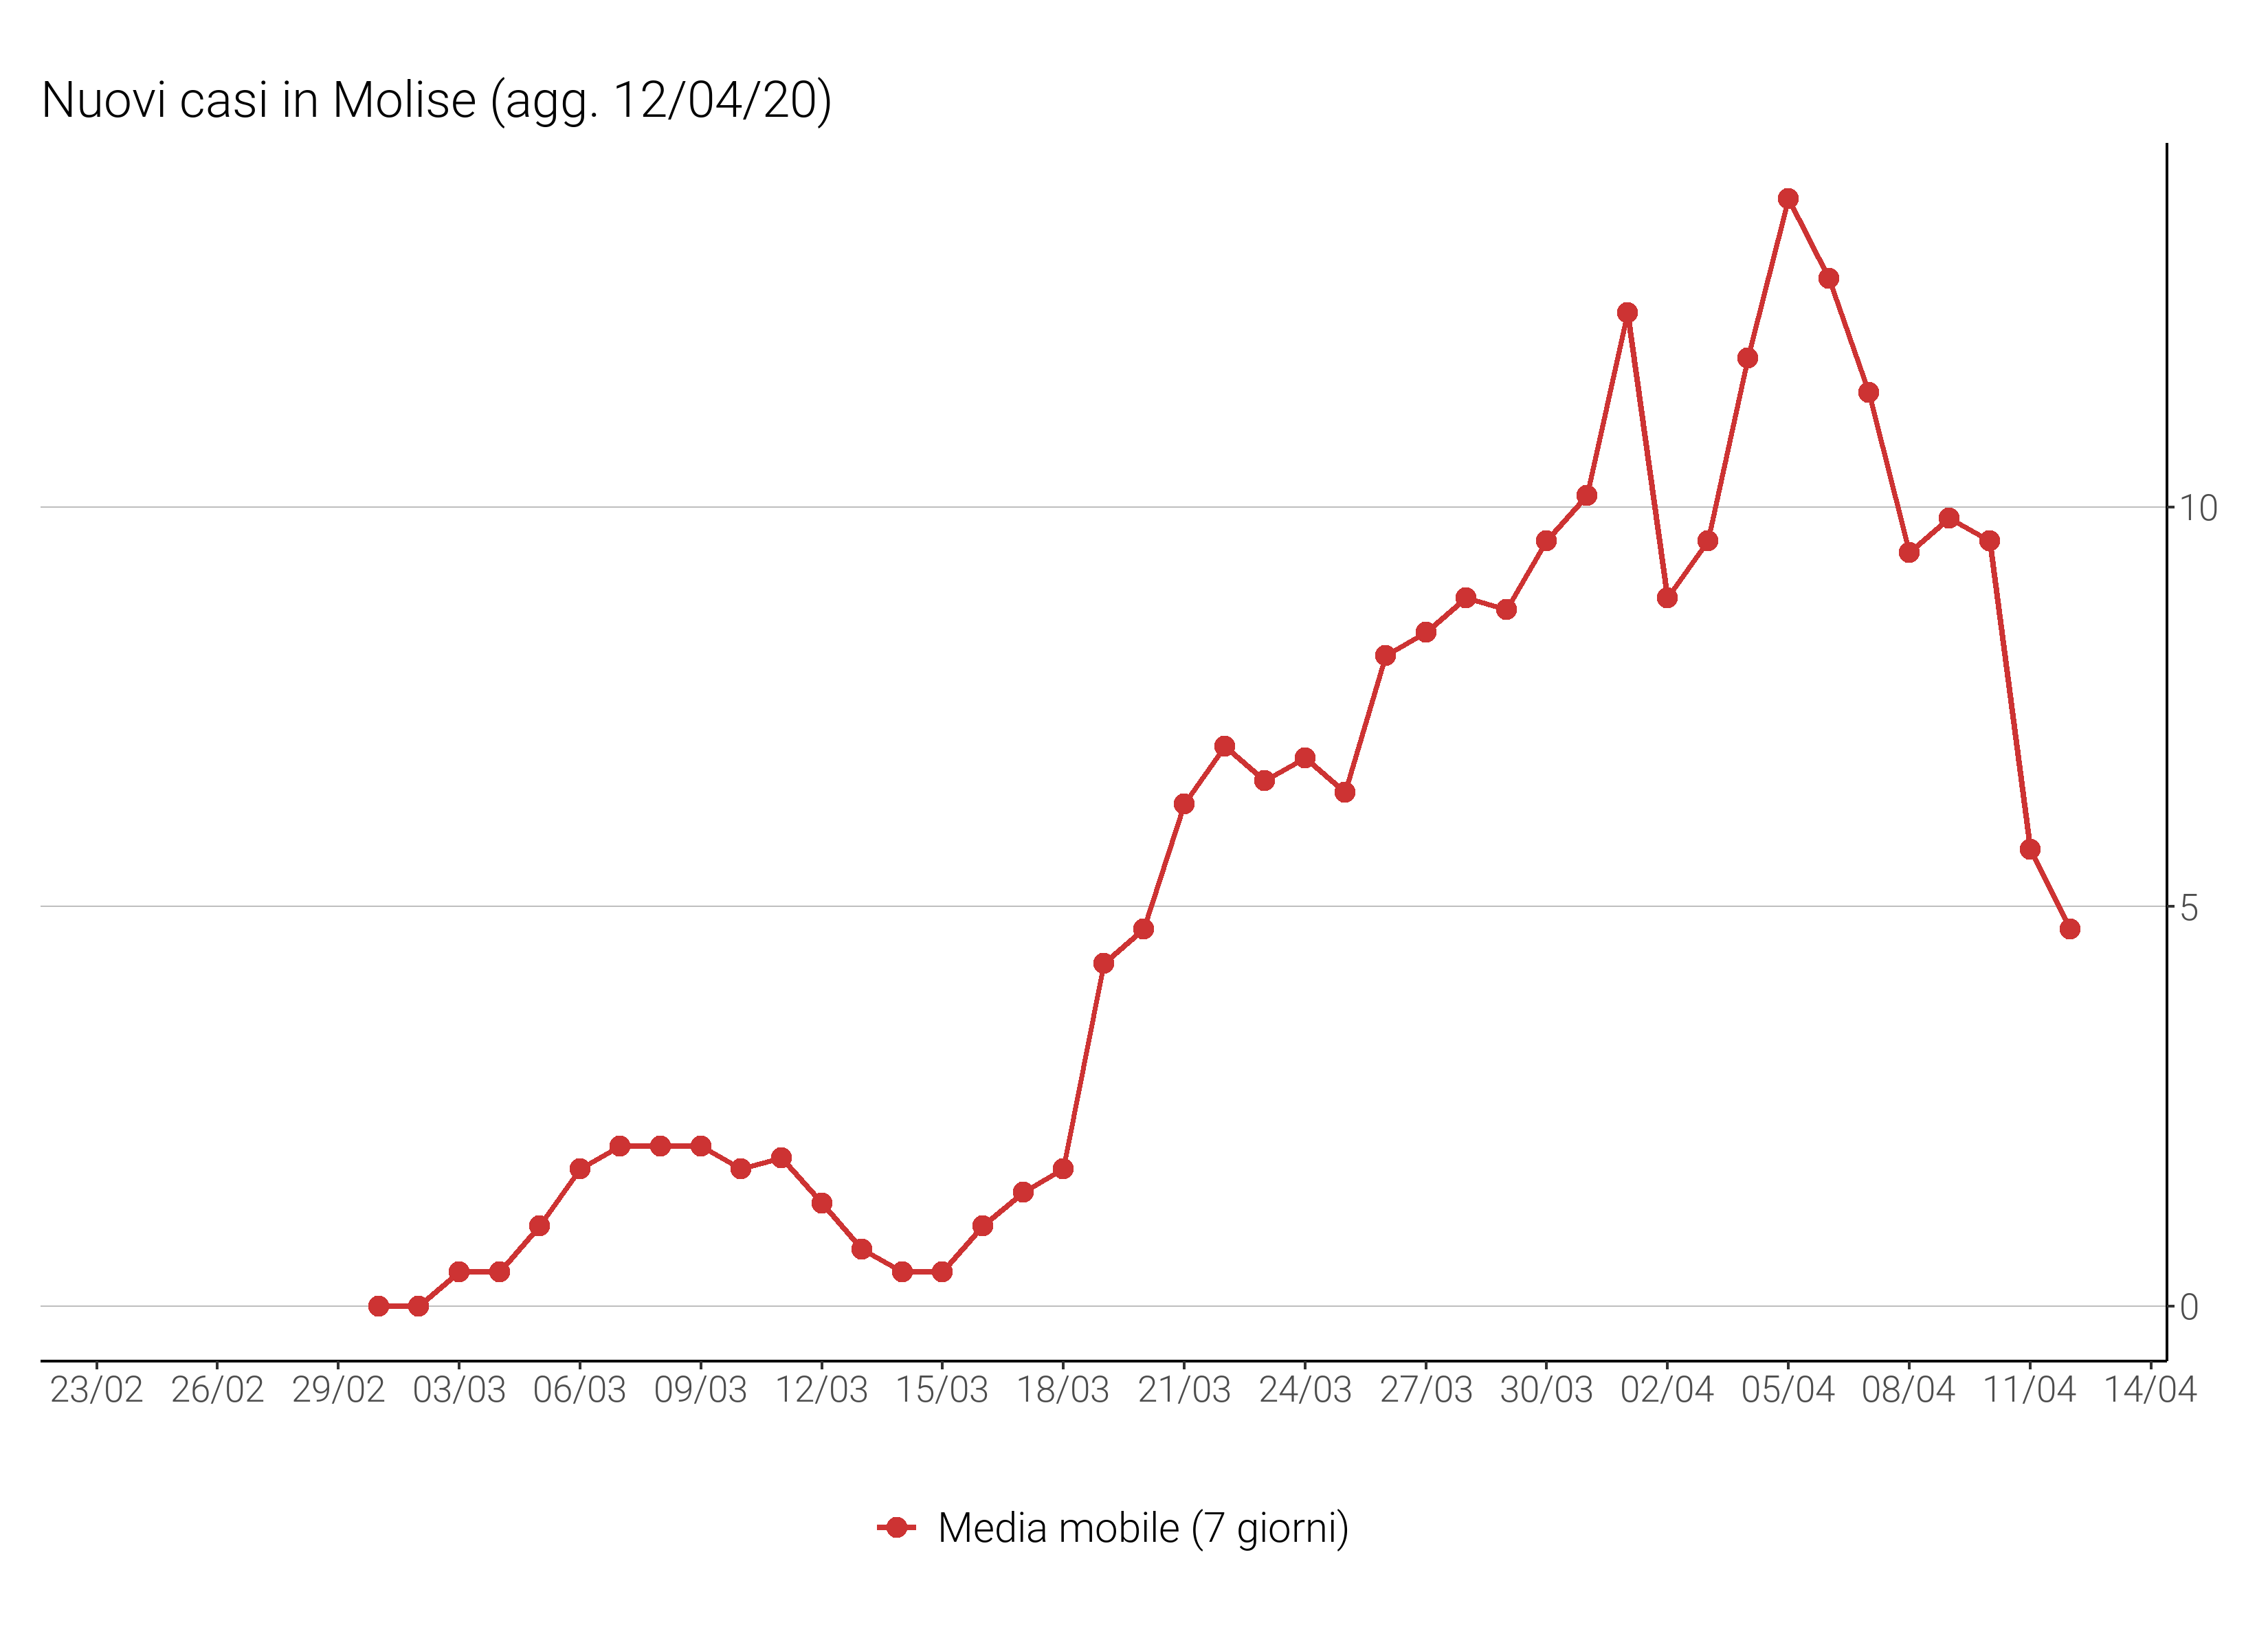 Nuovi casi in Molise (agg. 12/04/20)
10
5
0
23/02 26/02 29/02 03/03 06/03 09/03 12/03 15/03 18/03 21/03 24/03 27/03 30/03 02/04 05/04 08/04 11/04 14/04
Media mobile (7 giorni)